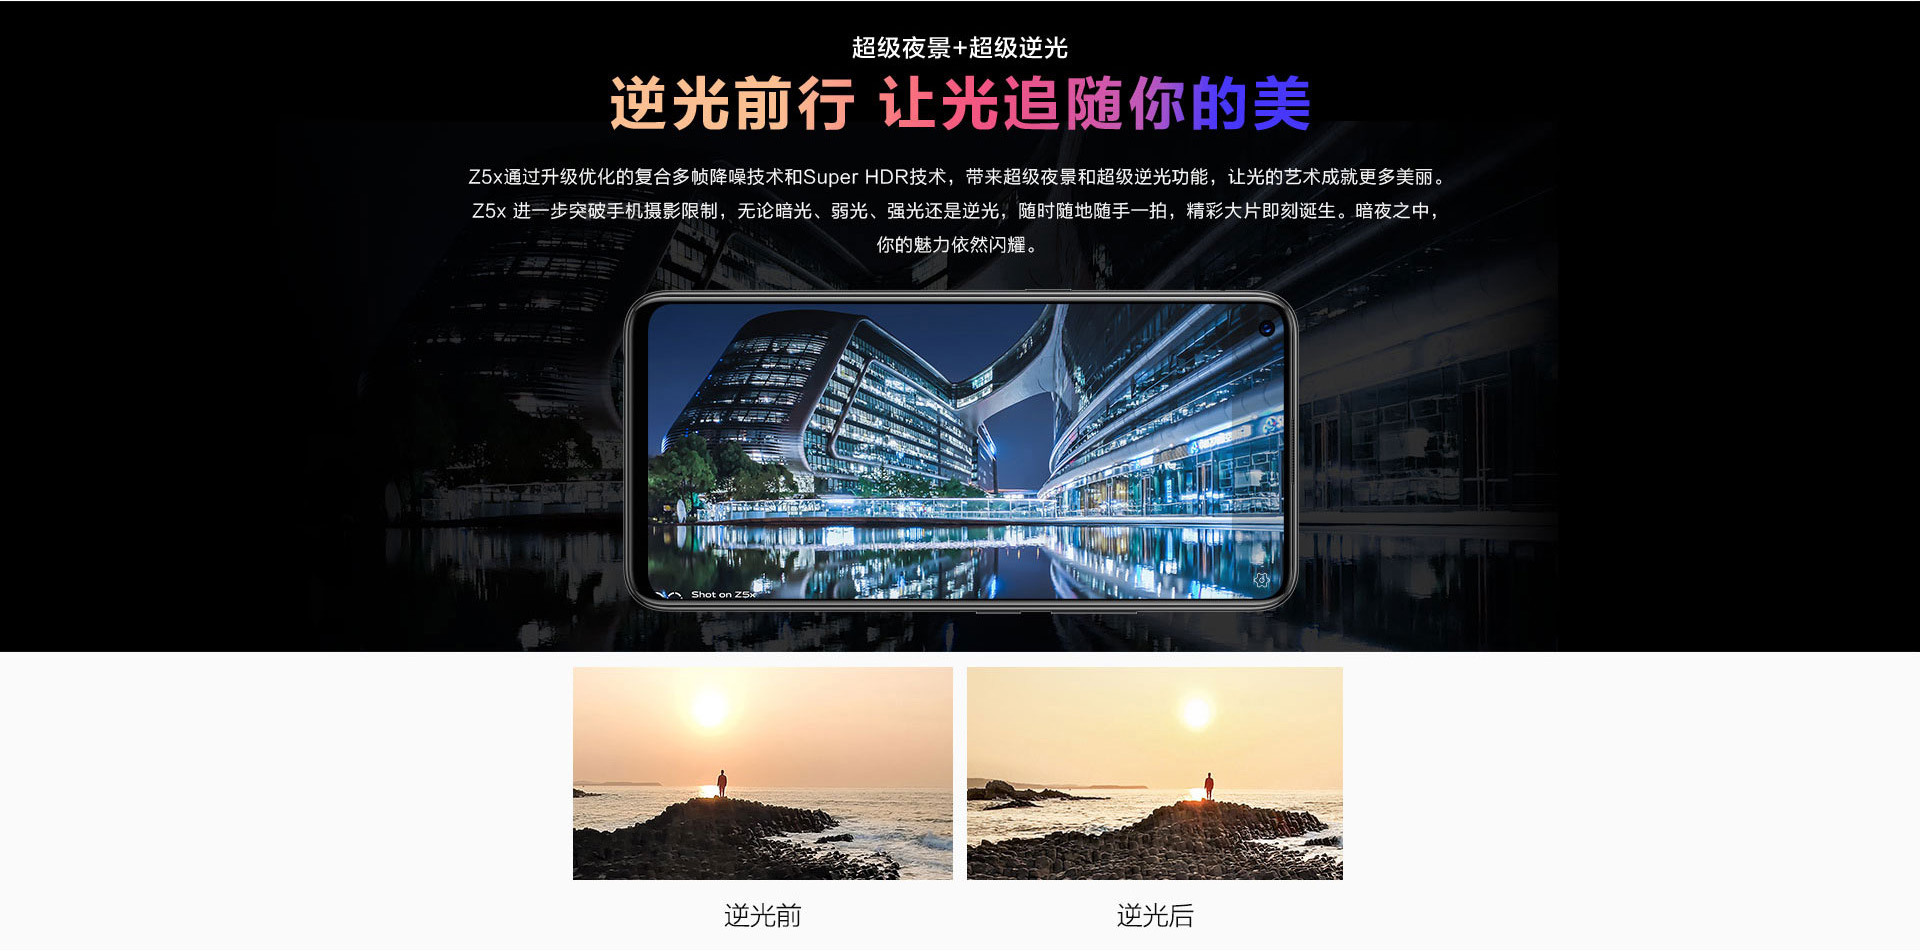 超级夜景+超级逆光
逆光前行 让光追随你的美
Z5x通过升级优化的复合多帧降噪技术和Super HDR技术，带来超级夜景和超级逆光功能，让光的艺术成就更多美丽。
Z5x 进一步突破手机摄影限制，无论暗光、弱光、强光还是逆光，随时随地随手一拍，精彩大片即刻诞生。暗夜之中，
你的魅力依然闪耀。
Shot on Z5x
逆光前
逆光后